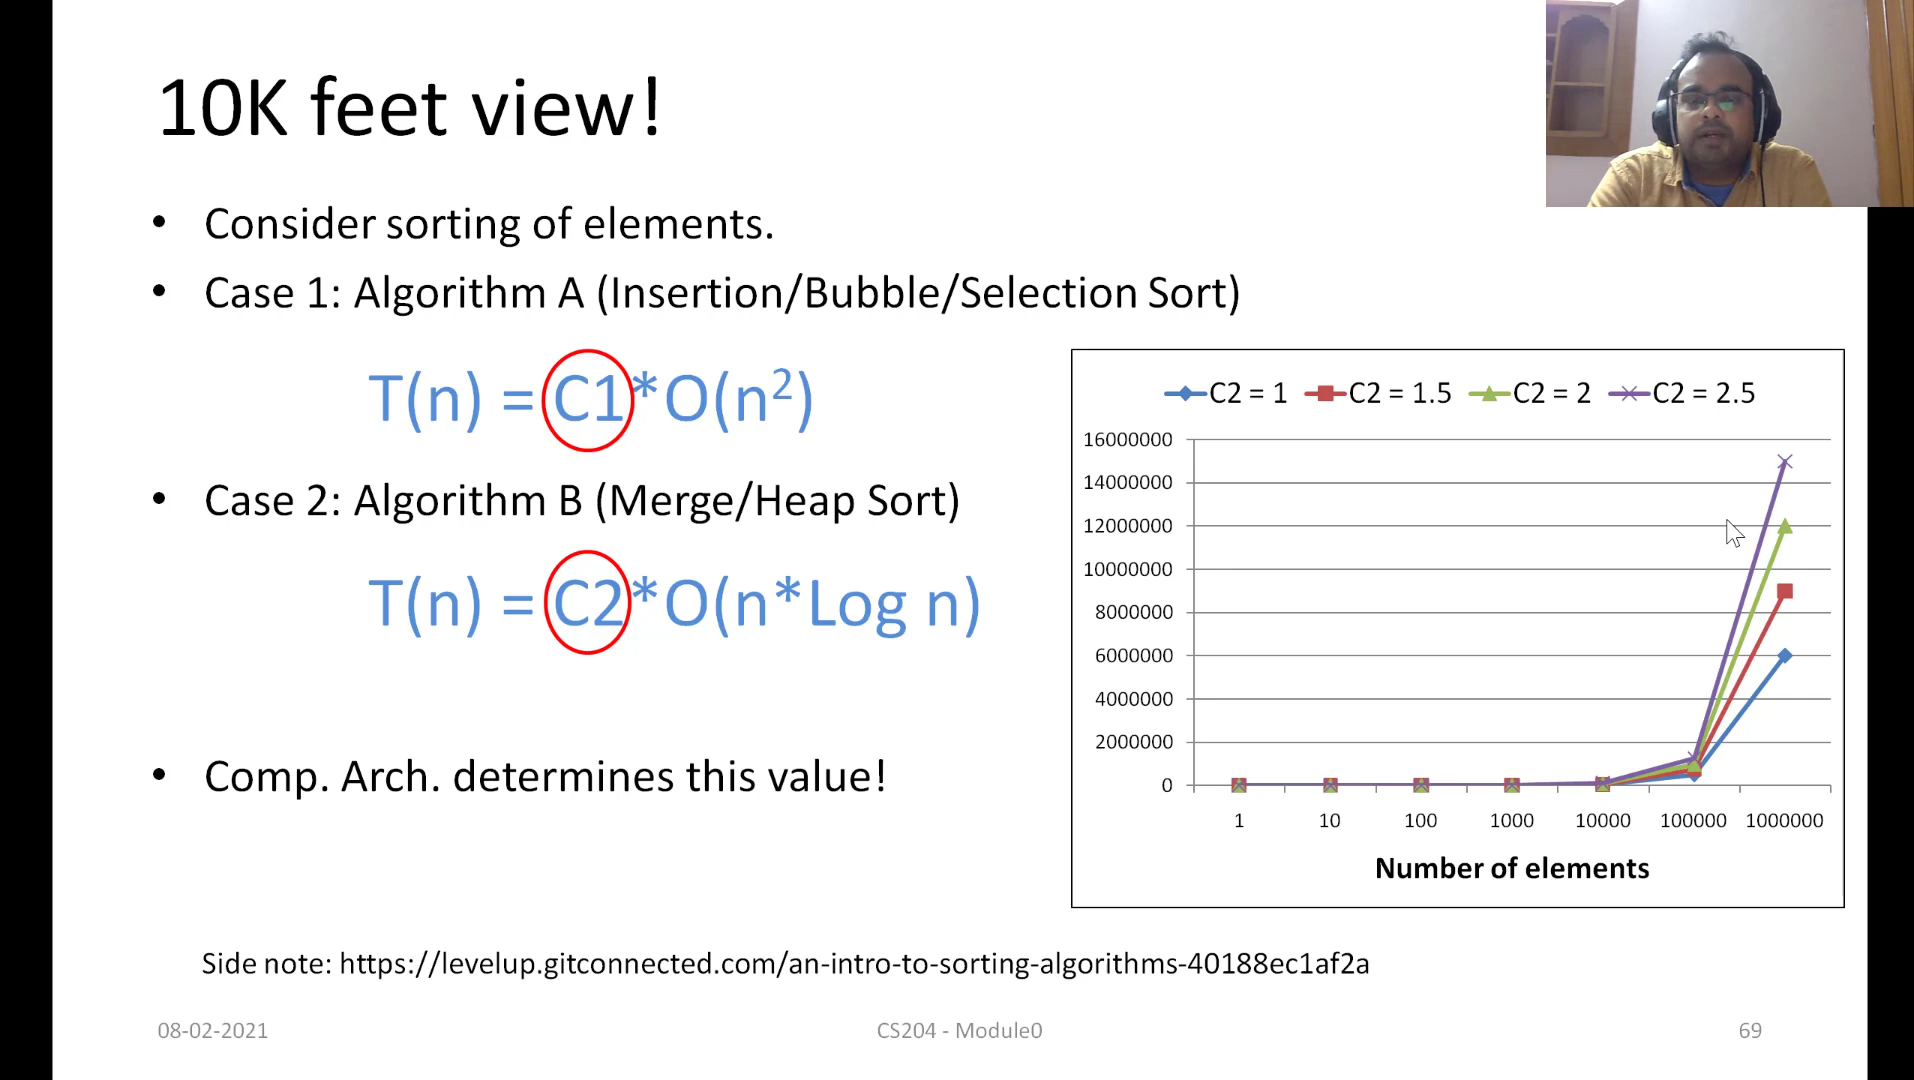 10K feet view!
• Consider sorting of elements.
• Case 1: Algorithm A (Insertion/Bubble/Selection Sort)
T(n) = C1*O(n²)
• Case 2: Algorithm B (Merge/Heap Sort)
T(n) = C2*O(n*Log n)
• Comp. Arch. determines this value!
C2 = 1 C2 = 1.5 C2 = 2 C2 = 2.5
16000000
14000000
12000000
10000000
8000000
6000000
4000000
2000000
0
1 10 100 1000 10000 100000 1000000
Number of elements
Side note: https://levelup.gitconnected.com/an-intro-to-sorting-algorithms-40188ec1af2a
08-02-2021 CS204 - Module0 69